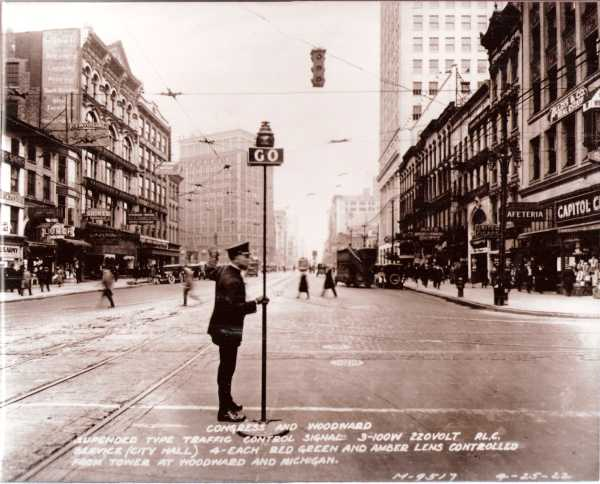 GO
CAFETERIA
CAPITOL
CONGRESS AND WOODWARD
SUPENDED TYPE TRAFFIC CONTROL SIGNAL: 3-100W 220VOLT P.L.C.
SERVICE (CITY HALL) 4-EACH RED GREEN AND AMBER LENS CONTROLLED
FROM TOWER AT WOODWARD AND MICHIGAN.
M-9517 4-25-22